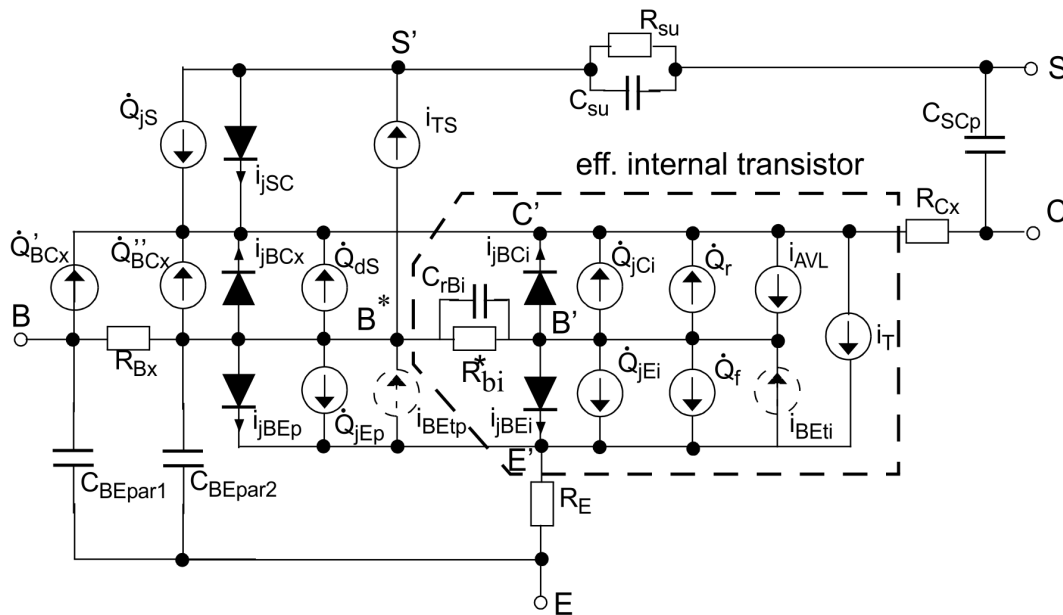 R_su
S'
S
C_su
Q̇_jS
i_TS
C_SCp
i_jSC
eff. internal transistor
C'
R_Cx
C
Q̇'_BCx
Q̇''_BCx
i_jBCx
Q̇_dS
i_jBCi
Q̇_jCi
Q̇_r
i_AVL
C_rBi
B
B*
B'
i_T
R_Bx
R*_bi
Q̇_jEi
Q̇_f
i_jBEp
Q̇_jEp
i_BEtp
i_jBEi
i_BEti
E'
C_BEpar1
C_BEpar2
R_E
E